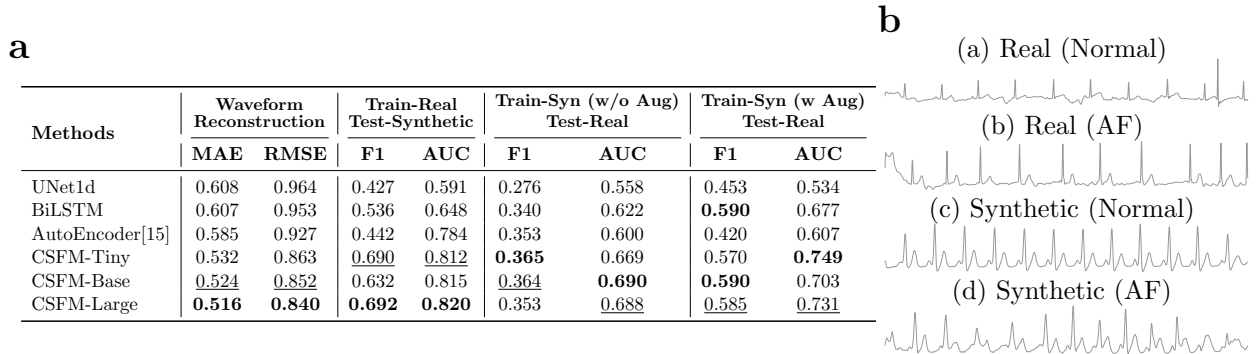 a
Methods Waveform Reconstruction Train-Real Test-Synthetic Train-Syn (w/o Aug) Test-Real Train-Syn (w Aug) Test-Real
MAE RMSE F1 AUC F1 AUC F1 AUC
UNet1d 0.608 0.964 0.427 0.591 0.276 0.558 0.453 0.534
BiLSTM 0.607 0.953 0.536 0.648 0.340 0.622 0.590 0.677
AutoEncoder[15] 0.585 0.927 0.442 0.784 0.353 0.600 0.420 0.607
CSFM-Tiny 0.532 0.863 0.690 0.812 0.365 0.669 0.570 0.749
CSFM-Base 0.524 0.852 0.632 0.815 0.364 0.690 0.590 0.703
CSFM-Large 0.516 0.840 0.692 0.820 0.353 0.688 0.585 0.731
b
(a) Real (Normal)
(b) Real (AF)
(c) Synthetic (Normal)
(d) Synthetic (AF)